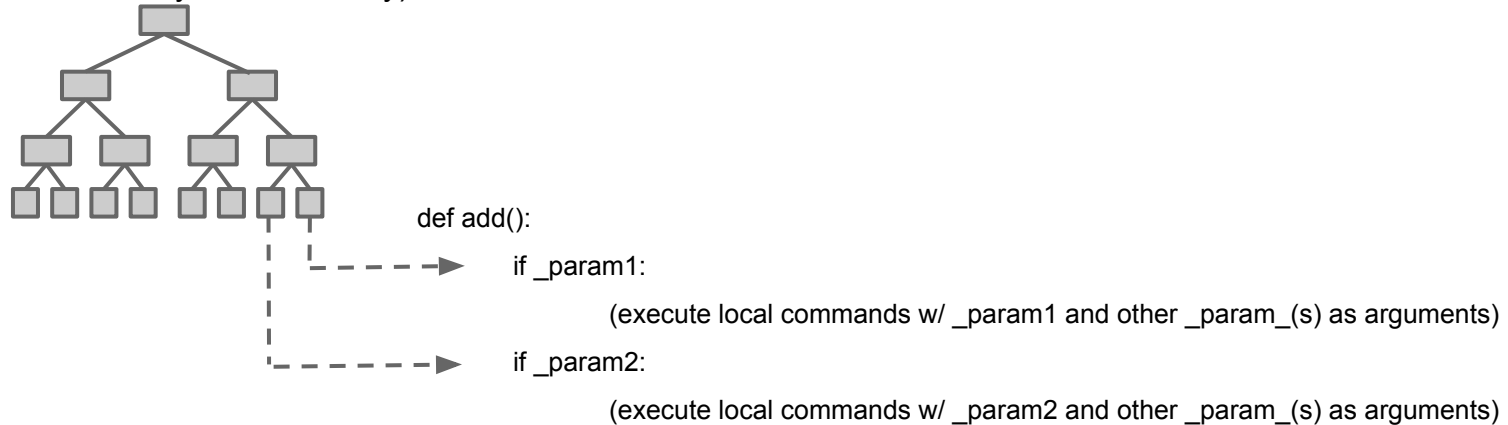 def add():
if _param1:
(execute local commands w/ _param1 and other _param_(s) as arguments)
if _param2:
(execute local commands w/ _param2 and other _param_(s) as arguments)